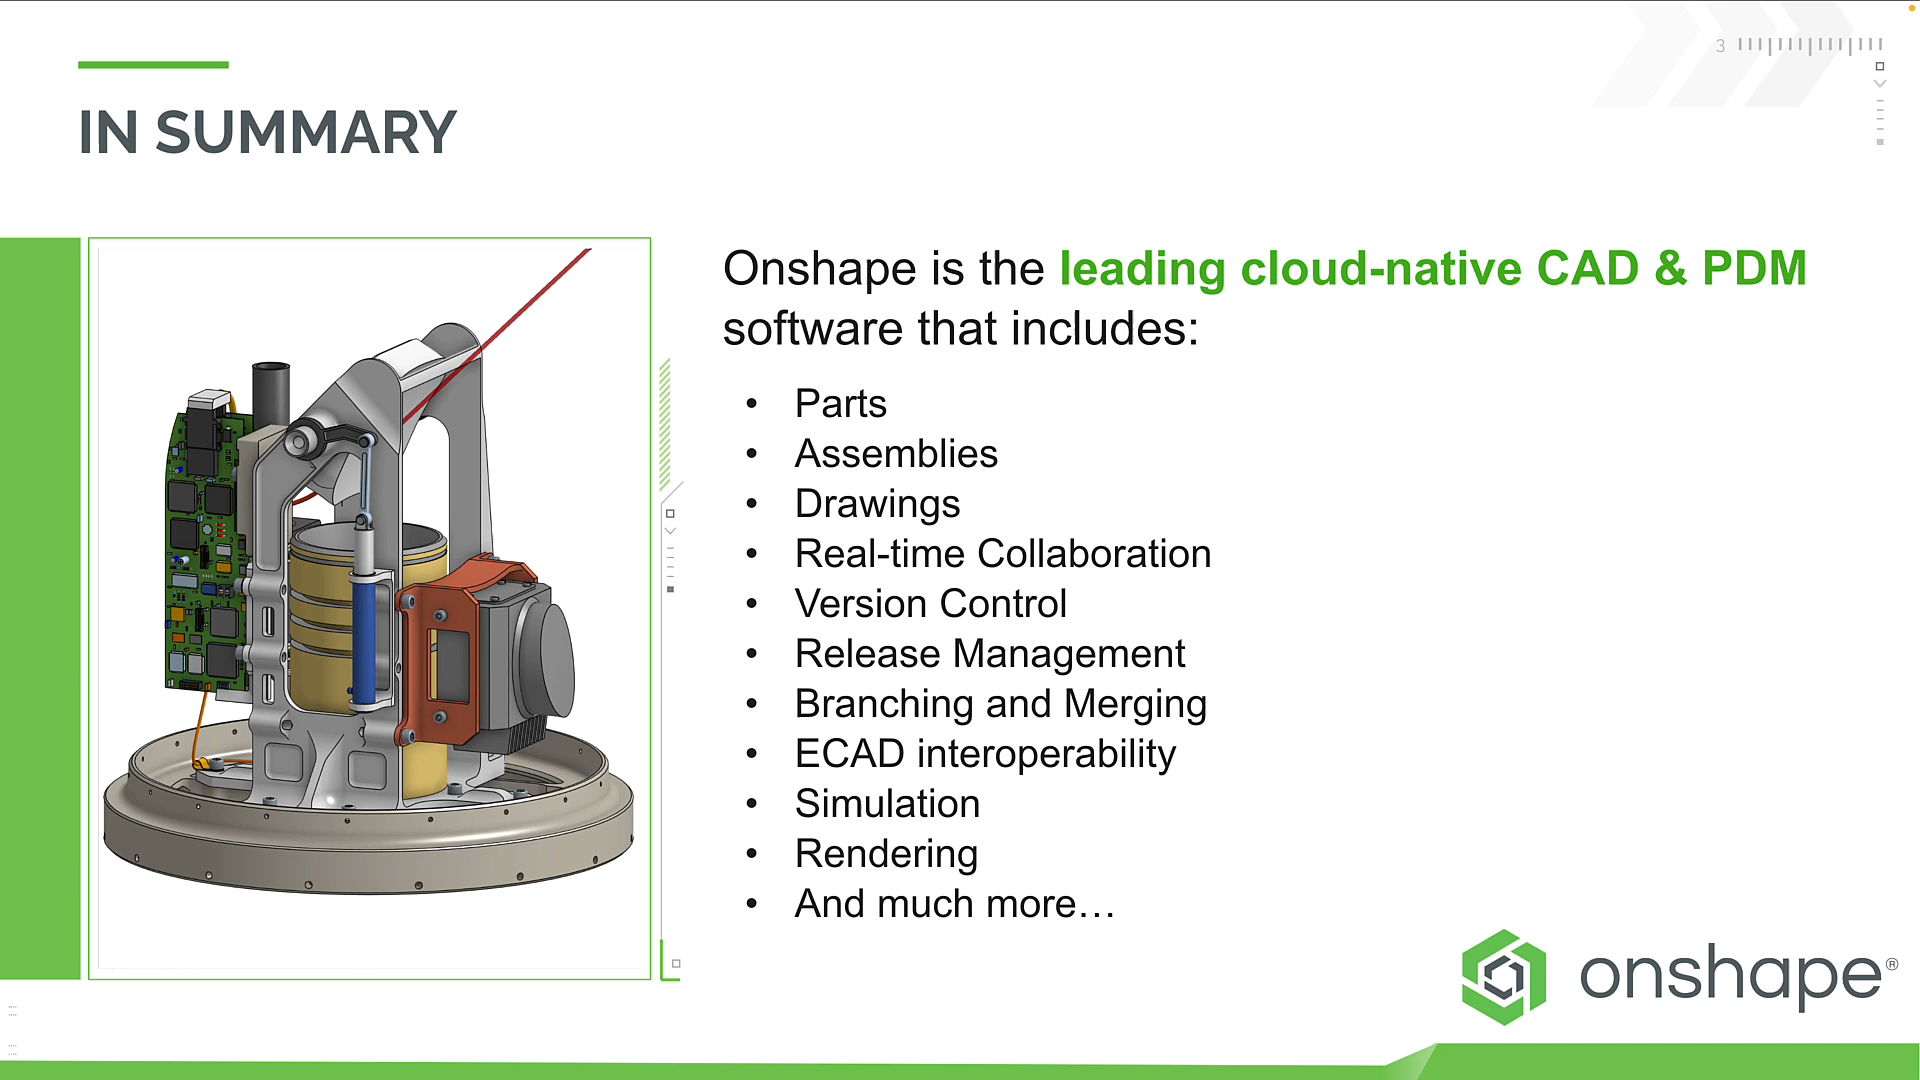 3
IN SUMMARY
Onshape is the leading cloud-native CAD & PDM
software that includes:
• Parts
• Assemblies
• Drawings
• Real-time Collaboration
• Version Control
• Release Management
• Branching and Merging
• ECAD interoperability
• Simulation
• Rendering
• And much more…
onshape®